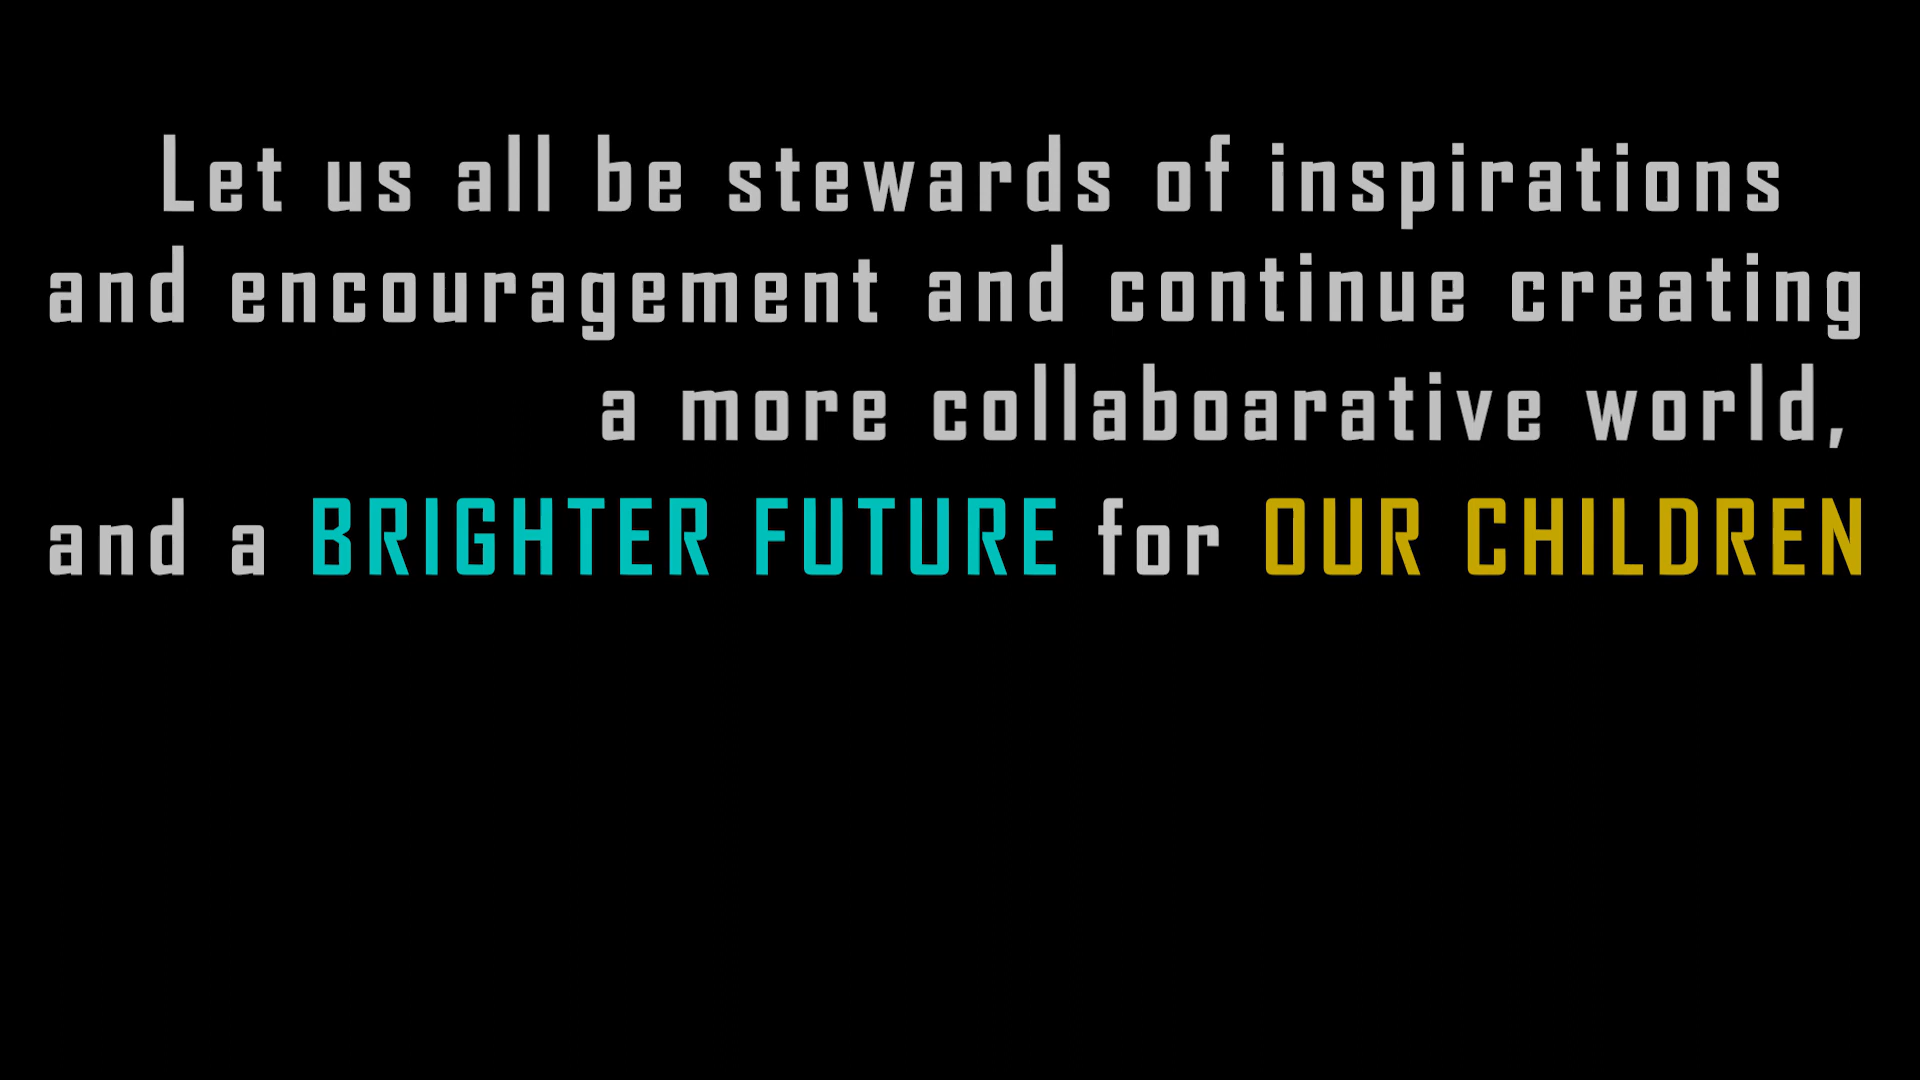 Let us all be stewards of inspirations
and encouragement and continue creating
a more collaboarative world,
and a BRIGHTER FUTURE for OUR CHILDREN